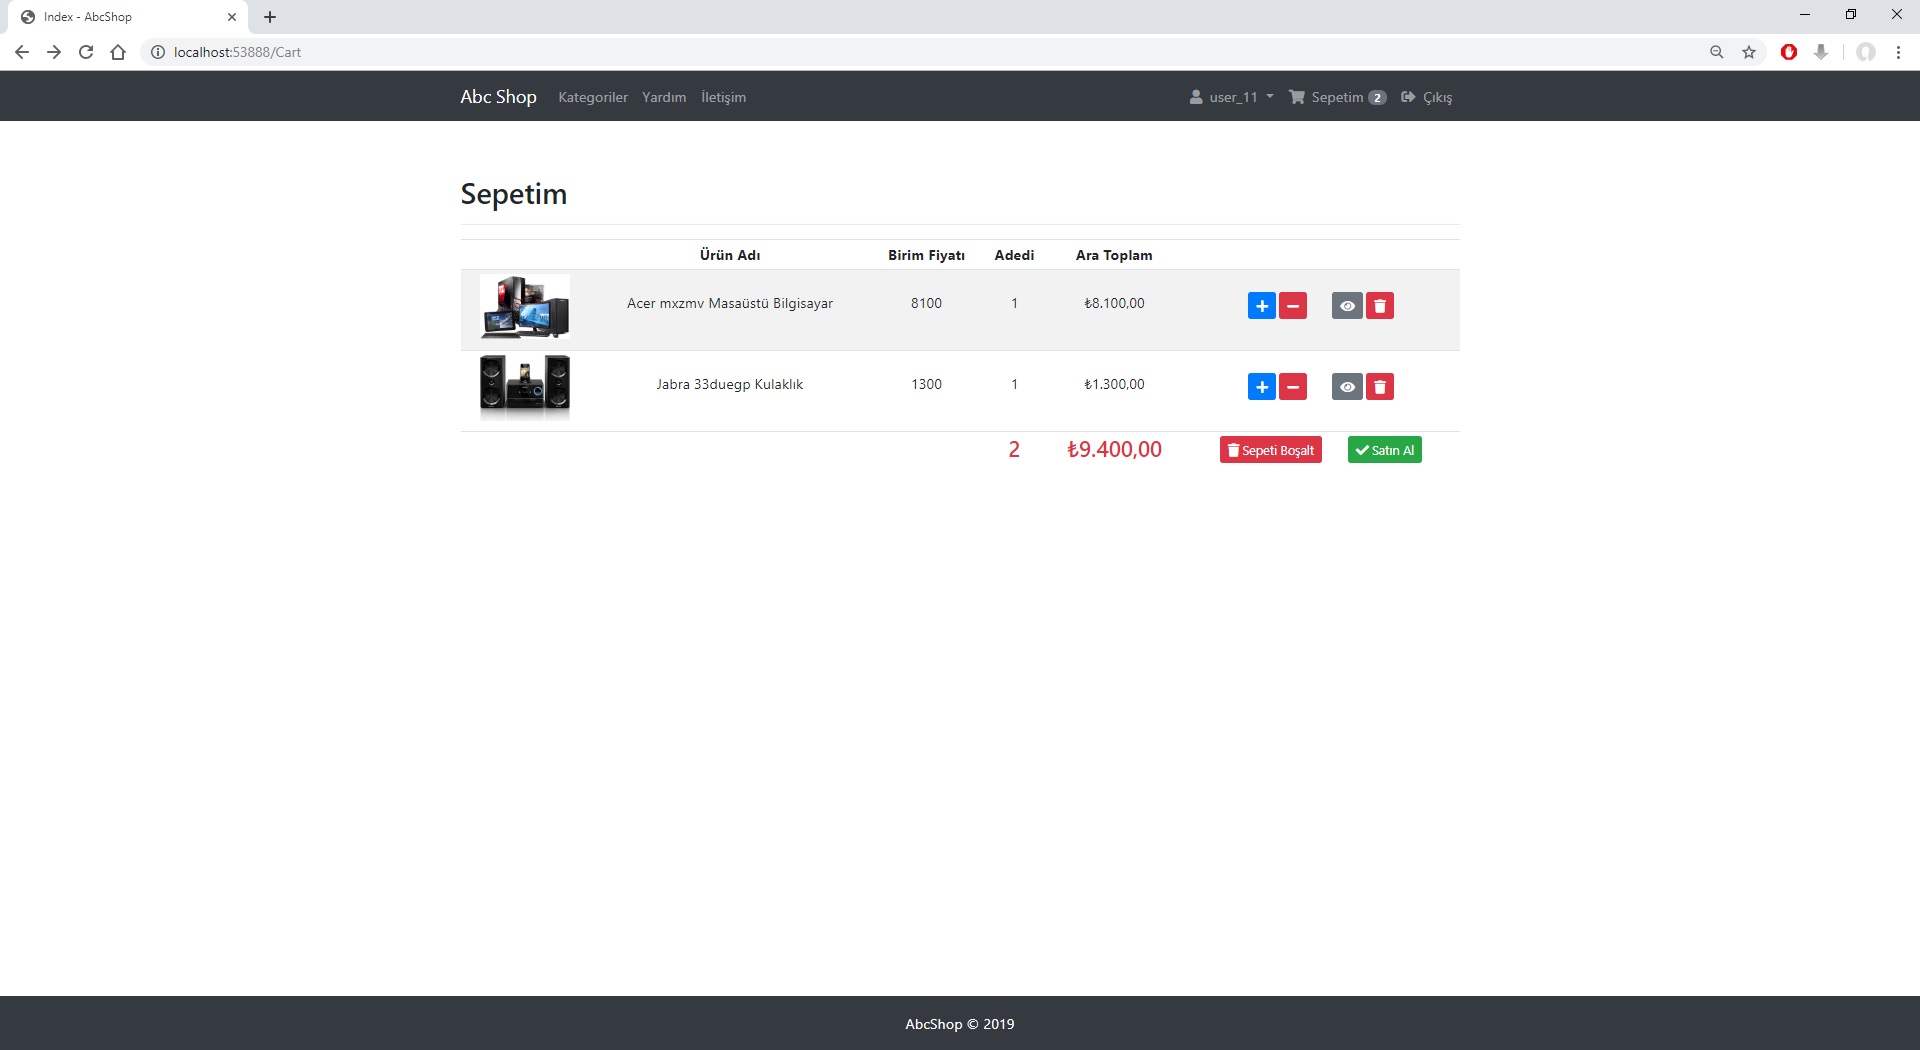 Index - AbcShop
localhost:53888/Cart
Abc Shop Kategoriler Yardım İletişim user_11 Sepetim 2 Çıkış
Sepetim
Ürün Adı Birim Fiyatı Adedi Ara Toplam
Acer mxzmv Masaüstü Bilgisayar 8100 1 ₺8.100,00
Jabra 33duegp Kulaklık 1300 1 ₺1.300,00
2 ₺9.400,00 Sepeti Boşalt Satın Al
AbcShop © 2019